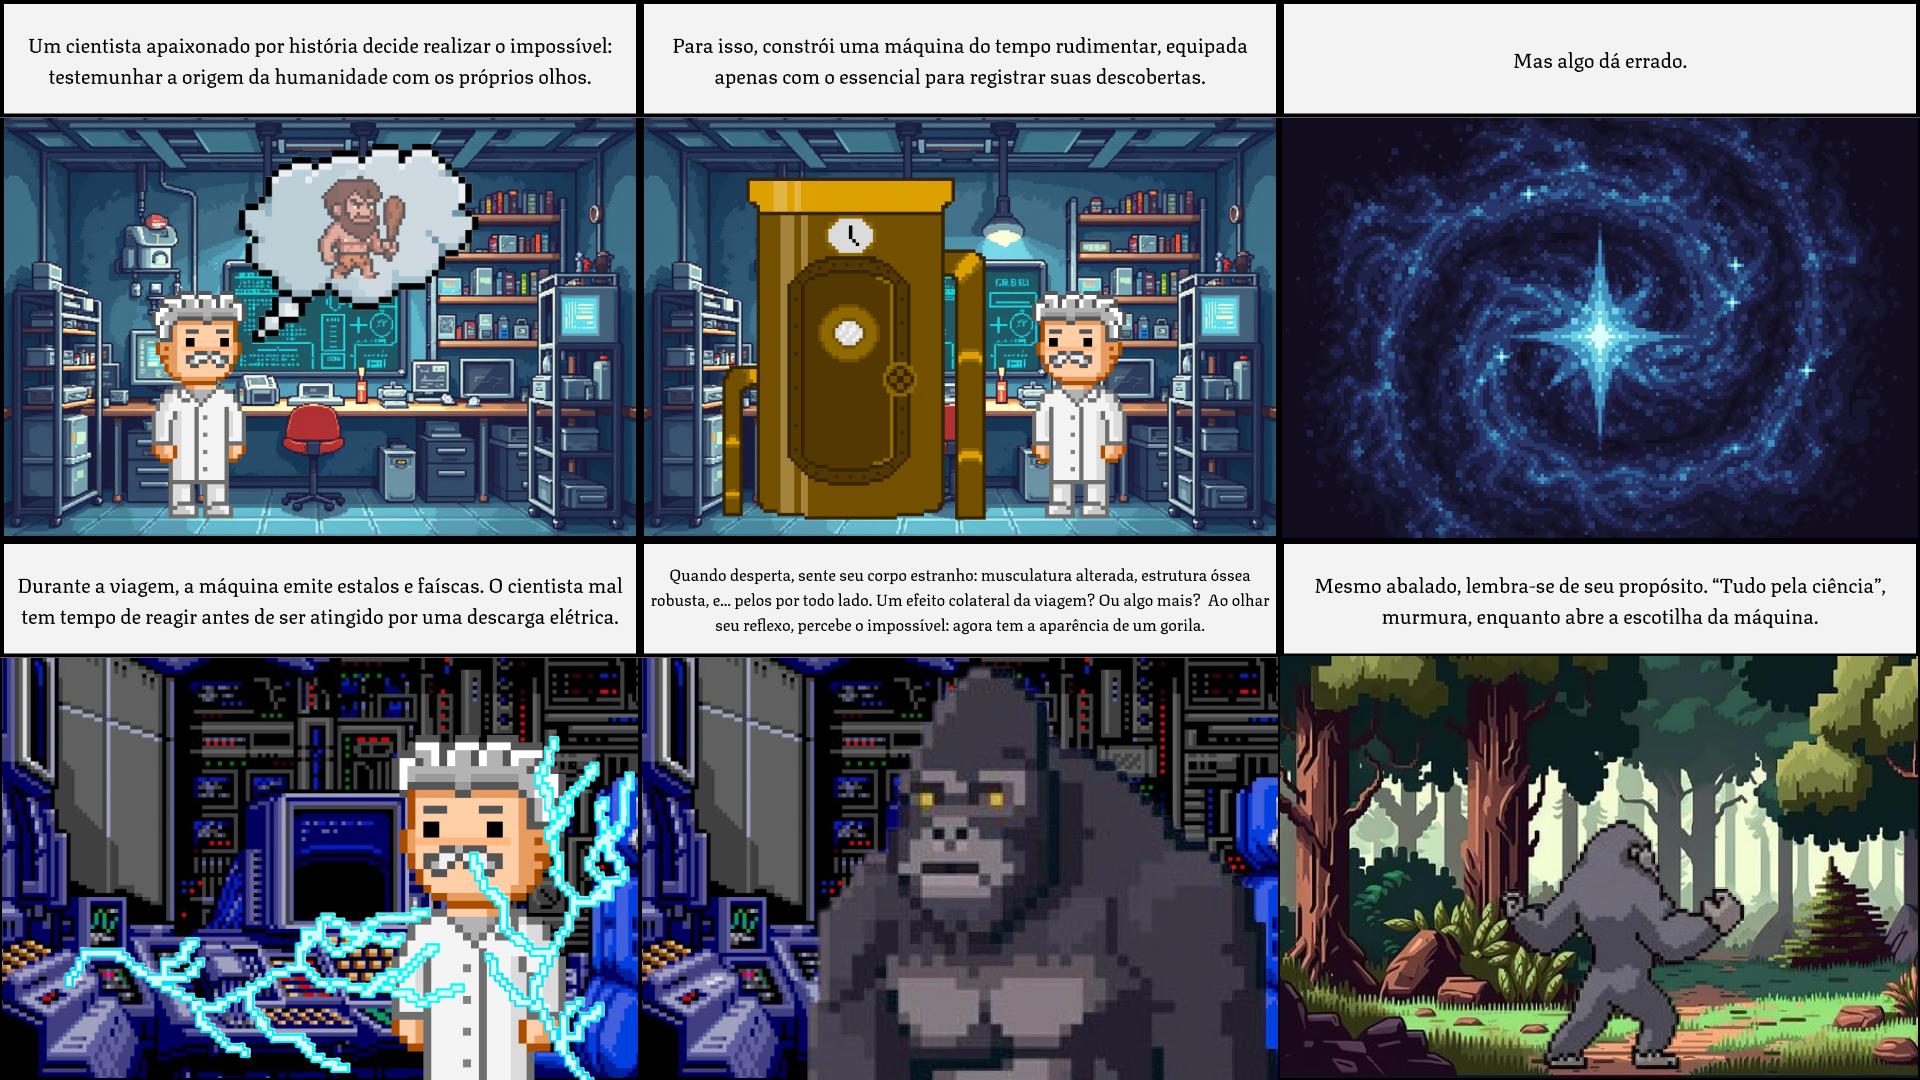 Um cientista apaixonado por história decide realizar o impossível:
testemunhar a origem da humanidade com os próprios olhos.
Para isso, constrói uma máquina do tempo rudimentar, equipada
apenas com o essencial para registrar suas descobertas.
Mas algo dá errado.
Durante a viagem, a máquina emite estalos e faíscas. O cientista mal
tem tempo de reagir antes de ser atingido por uma descarga elétrica.
Quando desperta, sente seu corpo estranho: musculatura alterada, estrutura óssea
robusta, e... pelos por todo lado. Um efeito colateral da viagem? Ou algo mais?  Ao olhar
seu reflexo, percebe o impossível: agora tem a aparência de um gorila.
Mesmo abalado, lembra-se de seu propósito. “Tudo pela ciência”,
murmura, enquanto abre a escotilha da máquina.